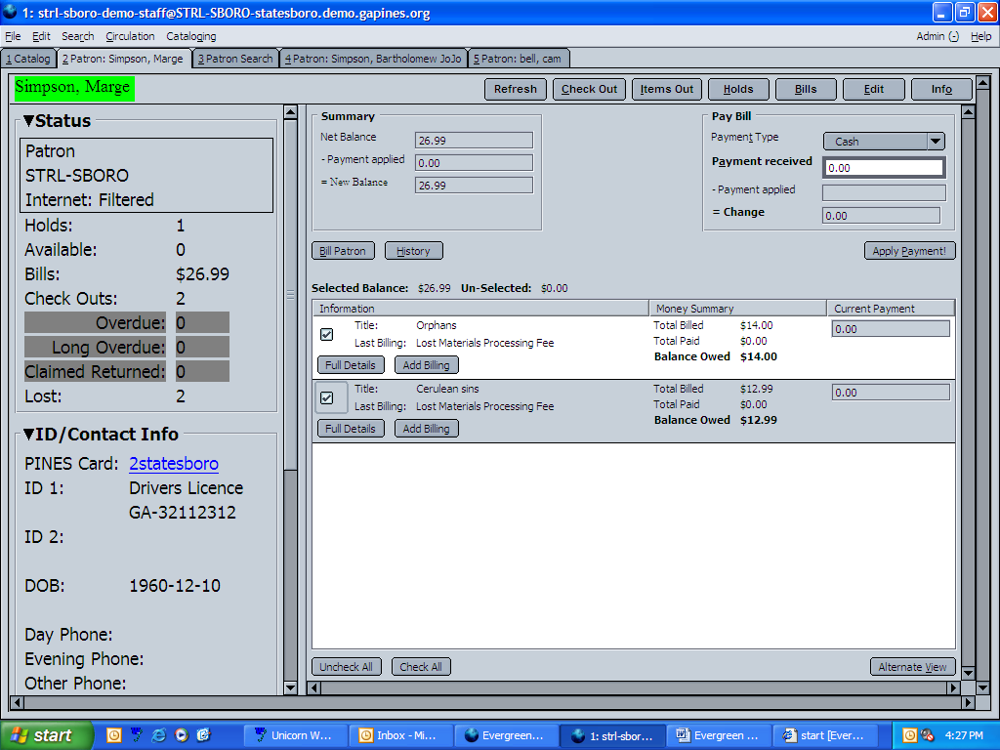 1: strl-sboro-demo-staff@STRL-SBORO-statesboro.demo.gapines.org
File Edit Search Circulation Cataloging Admin (-) Help
1 Catalog 2 Patron: Simpson, Marge 3 Patron Search 4 Patron: Simpson, Bartholomew JoJo 5 Patron: bell, cam
Simpson, Marge
Refresh Check Out Items Out Holds Bills Edit Info
▼Status
Patron
STRL-SBORO
Internet: Filtered
Holds: 1
Available: 0
Bills: $26.99
Check Outs: 2
Overdue: 0
Long Overdue: 0
Claimed Returned: 0
Lost: 2
▼ID/Contact Info
PINES Card: 2statesboro
ID 1: Drivers Licence
GA-32112312
ID 2:
DOB: 1960-12-10
Day Phone:
Evening Phone:
Other Phone:
Summary
Net Balance 26.99
- Payment applied 0.00
= New Balance 26.99
Pay Bill
Payment Type Cash
Payment received 0.00
- Payment applied
= Change 0.00
Bill Patron History Apply Payment!
Selected Balance: $26.99 Un-Selected: $0.00
Information Money Summary Current Payment
Title: Orphans Total Billed $14.00 0.00
Last Billing: Lost Materials Processing Fee Total Paid $0.00
Balance Owed $14.00
Full Details Add Billing
Title: Cerulean sins Total Billed $12.99 0.00
Last Billing: Lost Materials Processing Fee Total Paid $0.00
Balance Owed $12.99
Full Details Add Billing
Uncheck All Check All Alternate View
start Unicorn W... Inbox - Mi... Evergreen... 1: strl-sbor... Evergreen ... start [Ever... 4:27 PM